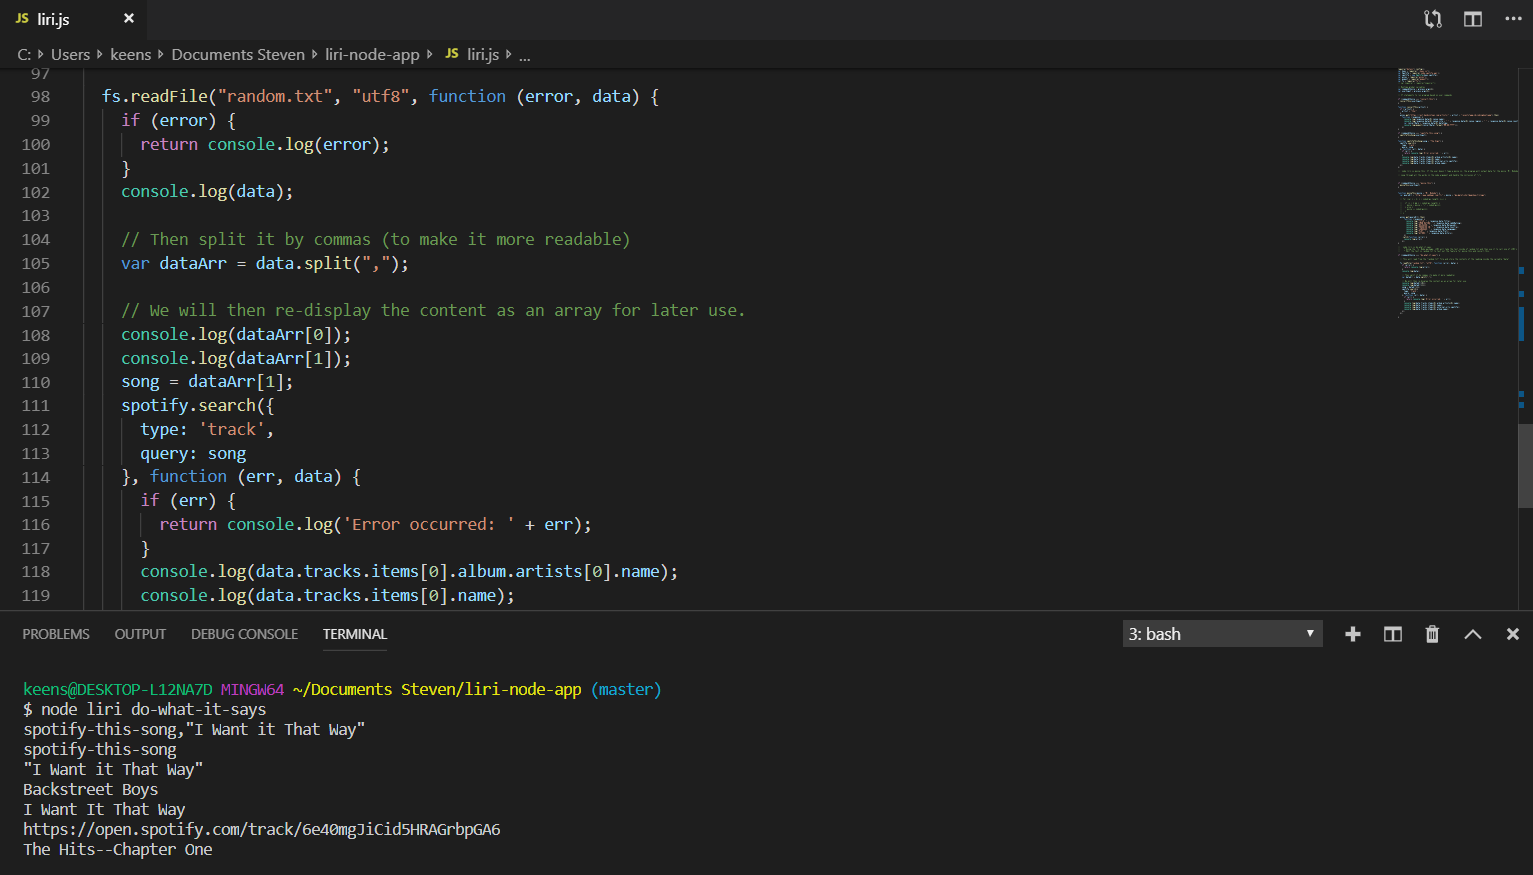 JS liri.js ×
C: › Users › keens › Documents Steven › liri-node-app › JS liri.js › ...
97
98 fs.readFile("random.txt", "utf8", function (error, data) {
99 if (error) {
100 return console.log(error);
101 }
102 console.log(data);
103
104 // Then split it by commas (to make it more readable)
105 var dataArr = data.split(",");
106
107 // We will then re-display the content as an array for later use.
108 console.log(dataArr[0]);
109 console.log(dataArr[1]);
110 song = dataArr[1];
111 spotify.search({
112 type: 'track',
113 query: song
114 }, function (err, data) {
115 if (err) {
116 return console.log('Error occurred: ' + err);
117 }
118 console.log(data.tracks.items[0].album.artists[0].name);
119 console.log(data.tracks.items[0].name);
PROBLEMS OUTPUT DEBUG CONSOLE TERMINAL 3: bash
keens@DESKTOP-L12NA7D MINGW64 ~/Documents Steven/liri-node-app (master)
$ node liri do-what-it-says
spotify-this-song,"I Want it That Way"
spotify-this-song
"I Want it That Way"
Backstreet Boys
I Want It That Way
https://open.spotify.com/track/6e40mgJiCid5HRAGrbpGA6
The Hits--Chapter One